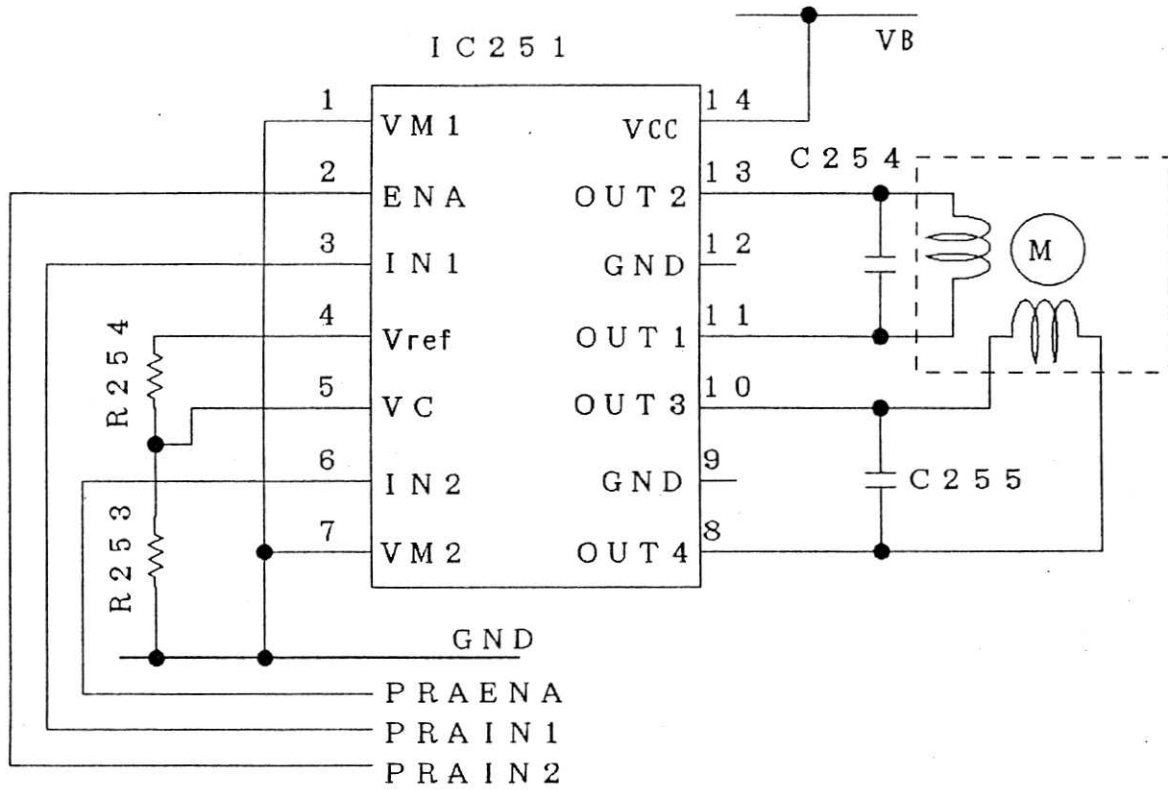 IC251
VB
1
VM1
14
VCC
2
ENA
13
OUT2
C254
3
IN1
12
GND
M
4
Vref
11
OUT1
R254
5
VC
10
OUT3
6
IN2
9
GND
C255
R253
7
VM2
8
OUT4
GND
PRAENA
PRAIN1
PRAIN2